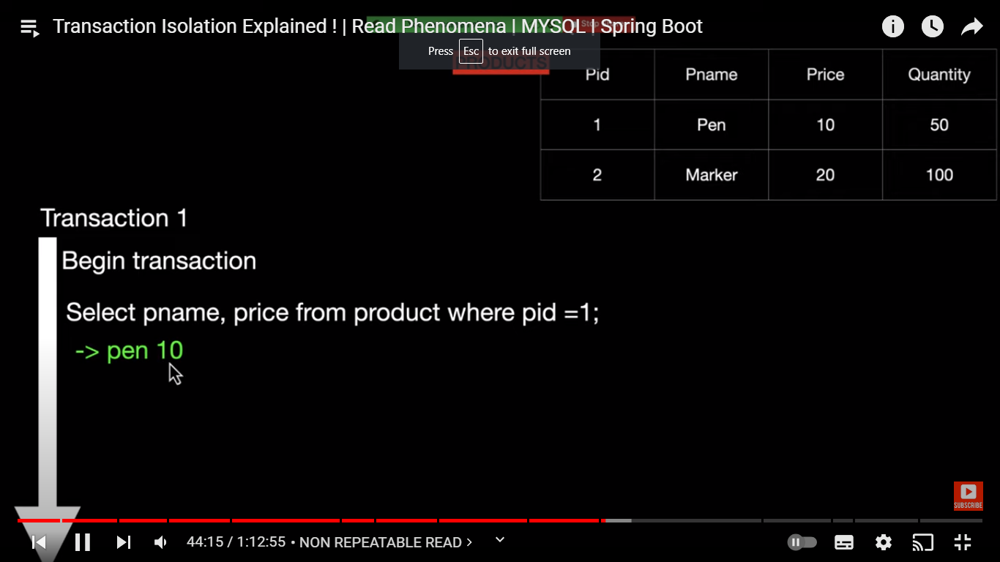 Transaction Isolation Explained ! | Read Phenomena | MYSQL | Spring Boot
Stop
Press Esc to exit full screen
PRODUCTS
Pid Pname Price Quantity
1 Pen 10 50
2 Marker 20 100
Transaction 1
Begin transaction
Select pname, price from product where pid =1;
-> pen 10
SUBSCRIBE
44:15 / 1:12:55 • NON REPEATABLE READ >